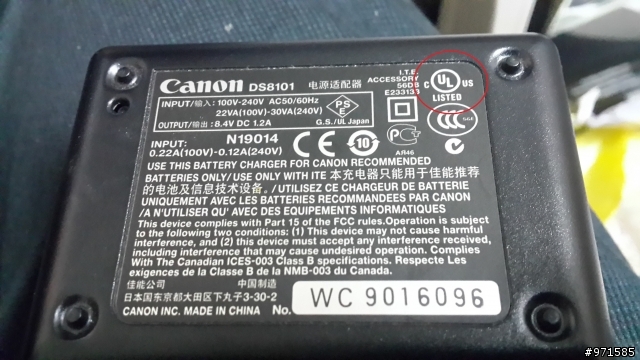 Canon DS8101 电源适配器
I.T.E.
ACCESSORY
56DB
E233136
C UL US
LISTED
INPUT/输入: 100V-240V AC50/60Hz
22VA(100V)-30VA(240V)
OUTPUT/输出: 8.4V DC 1.2A
PSE
G.S./UL Japan
INPUT: N19014
0.22A(100V)-0.12A(240V)
CE
10
CCC S&E
АЯ46
USE THIS BATTERY CHARGER FOR CANON RECOMMENDED
BATTERIES ONLY/ USE ONLY WITH ITE 本充电器只能用于佳能推荐
的电池及信息技术设备。/UTILISEZ CE CHARGEUR DE BATTERIE
UNIQUEMENT AVEC LES BATTERIES RECOMMANDEES PAR CANON
/A N'UTILISER QU' AVEC DES EQUIPEMENTS INFORMATIQUES
This device complies with Part 15 of the FCC rules.Operation is subject
to the following two conditions: (1) This device may not cause harmful
interference, and (2) this device must accept any interference received,
including interference that may cause undesired operation. Complies
With The Canadian ICES-003 Class B specifications. Respecte Les
exigences de la Classe B de la NMB-003 du Canada.
佳能公司 中国制造
日本国东京都大田区下丸子3-30-2
CANON INC. MADE IN CHINA No. WC 9016096
#971585